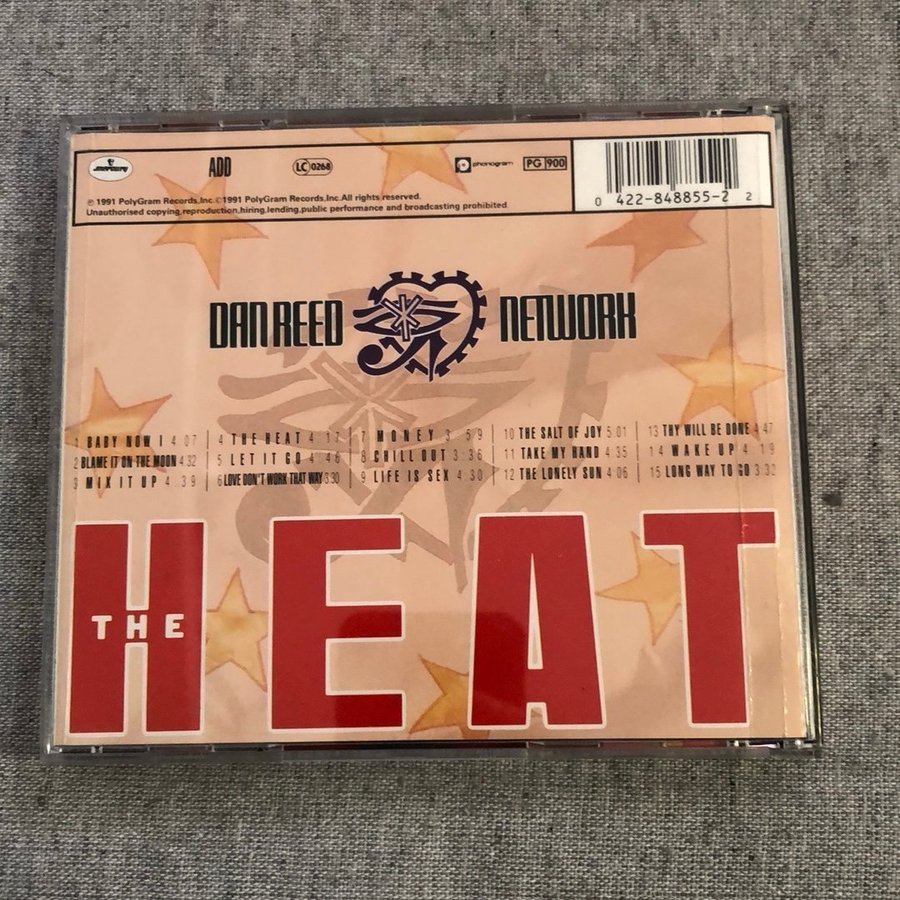 mercury
ADD
LC 0268
phonogram
PG 900
℗ 1991 PolyGram Records,Inc.©1991 PolyGram Records,Inc.All rights reserved.
Unauthorised copying,reproduction,hiring,lending,public performance and broadcasting prohibited.
0 422-848855-2 2
DAN REED NETWORK
1 BABY NOW I 4 07
2 BLAME IT ON THE MOON 4 32
3 MIX IT UP 4 39
4 THE HEAT 4 17
5 LET IT GO 4 46
6 LOVE DON'T WORK THAT WAY 3 30
7 MONEY 3 59
8 CHILL OUT 3 36
9 LIFE IS SEX 4 30
10 THE SALT OF JOY 5 01
11 TAKE MY HAND 4 35
12 THE LONELY SUN 4 06
13 THY WILL BE DONE 4 47
14 WAKE UP 4 19
15 LONG WAY TO GO 3 32
THE HEAT